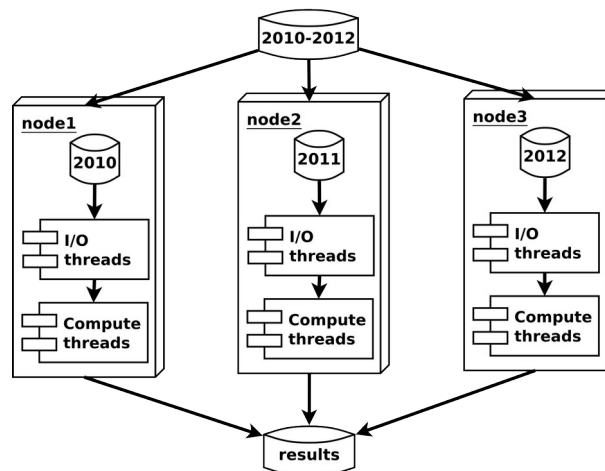 2010-2012
node1
2010
I/O
threads
Compute
threads
node2
2011
I/O
threads
Compute
threads
node3
2012
I/O
threads
Compute
threads
results